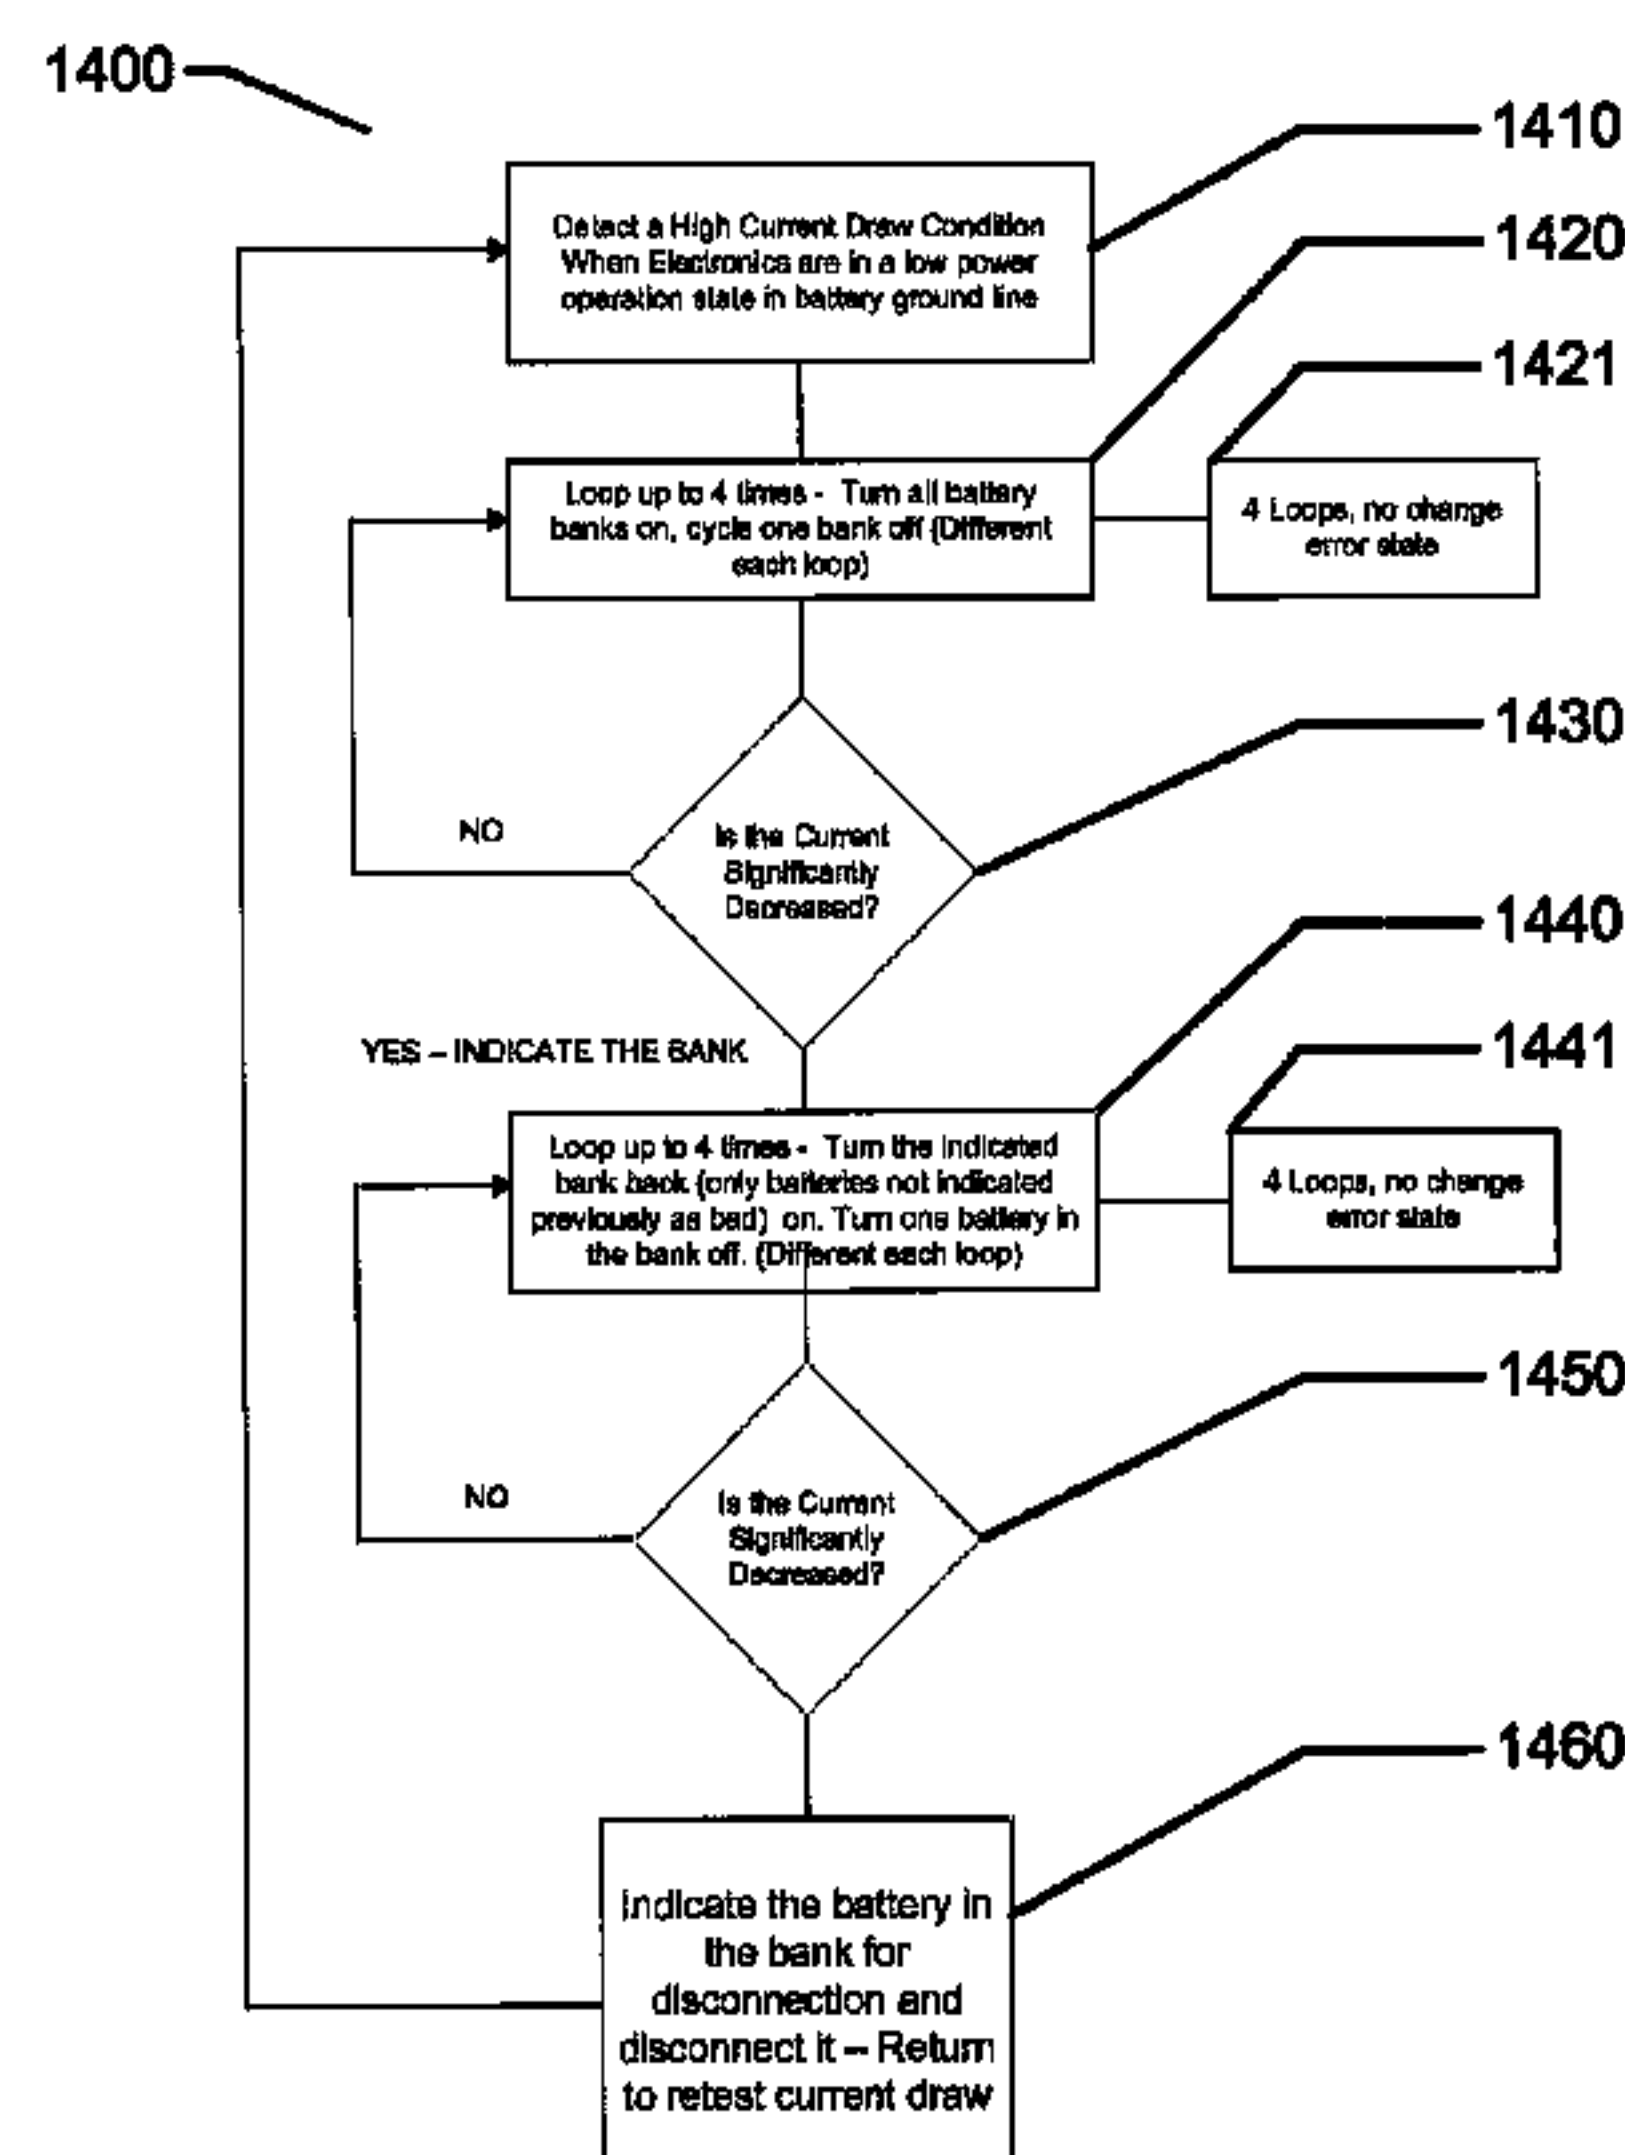 1400
1410
Detect a High Current Draw Condition
When Electronics are in a low power
operation state in battery ground line
1420
1421
Loop up to 4 times - Turn all battery
banks on, cycle one bank off (Different
each loop)
4 Loops, no change
error state
1430
Is the Current
Significantly
Decreased?
NO
1440
YES – INDICATE THE BANK
1441
Loop up to 4 times - Turn the indicated
bank back (only batteries not indicated
previously as bad) on. Turn one battery in
the bank off. (Different each loop)
4 Loops, no change
error state
1450
Is the Current
Significantly
Decreased?
NO
1460
Indicate the battery in
the bank for
disconnection and
disconnect it – Return
to retest current draw